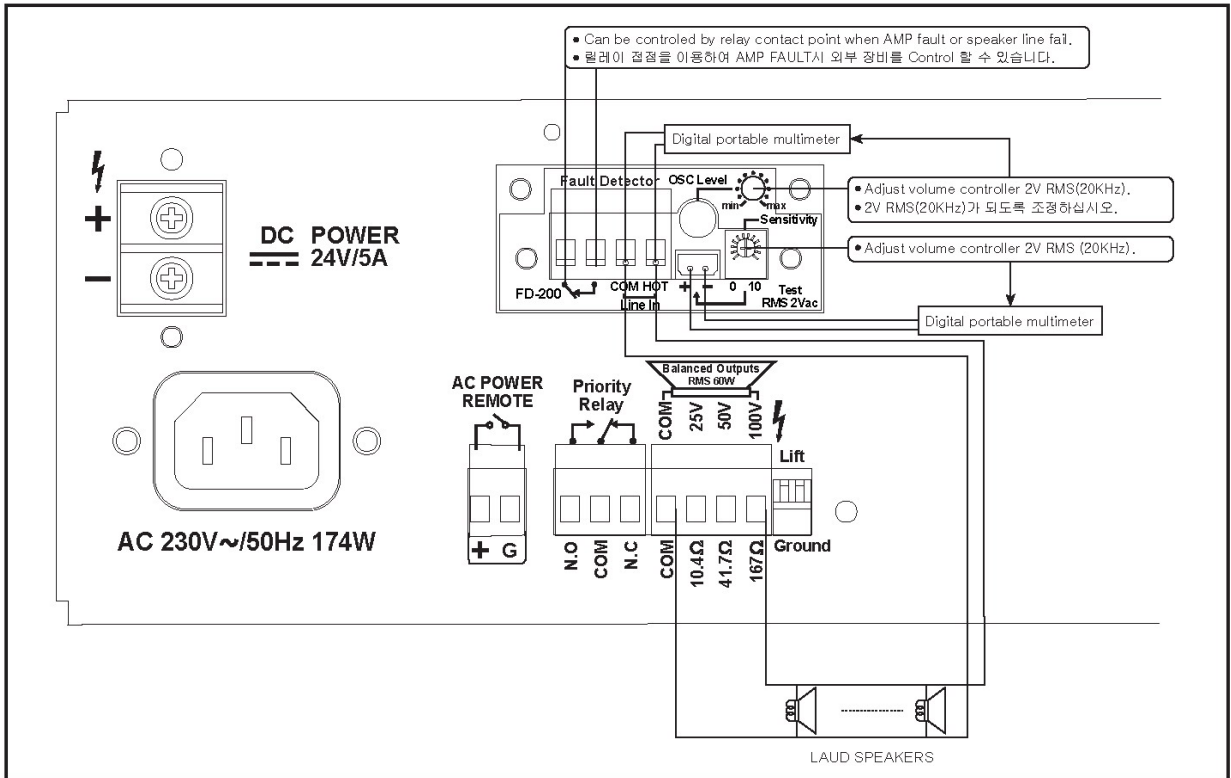 • Can be controled by relay contact point when AMP fault or speaker line fail.
• 릴레이 접점을 이용하여 AMP FAULT시 외부 장비를 Control 할 수 있습니다.
Digital portable multimeter
Fault Detector
OSC Level
min
max
• Adjust volume controller 2V RMS(20KHz).
• 2V RMS(20KHz)가 되도록 조정하십시오.
Sensitivity
• Adjust volume controller 2V RMS (20KHz).
+
−
DC POWER
24V/5A
FD-200
COM HOT
Line In
+ −
0 10
Test
RMS 2Vac
Digital portable multimeter
AC POWER
REMOTE
Priority
Relay
Balanced Outputs
RMS 60W
COM
25V
50V
100V
Lift
AC 230V~/50Hz 174W
+ G
N.O
COM
N.C
COM
10.4Ω
41.7Ω
167Ω
Ground
LAUD SPEAKERS